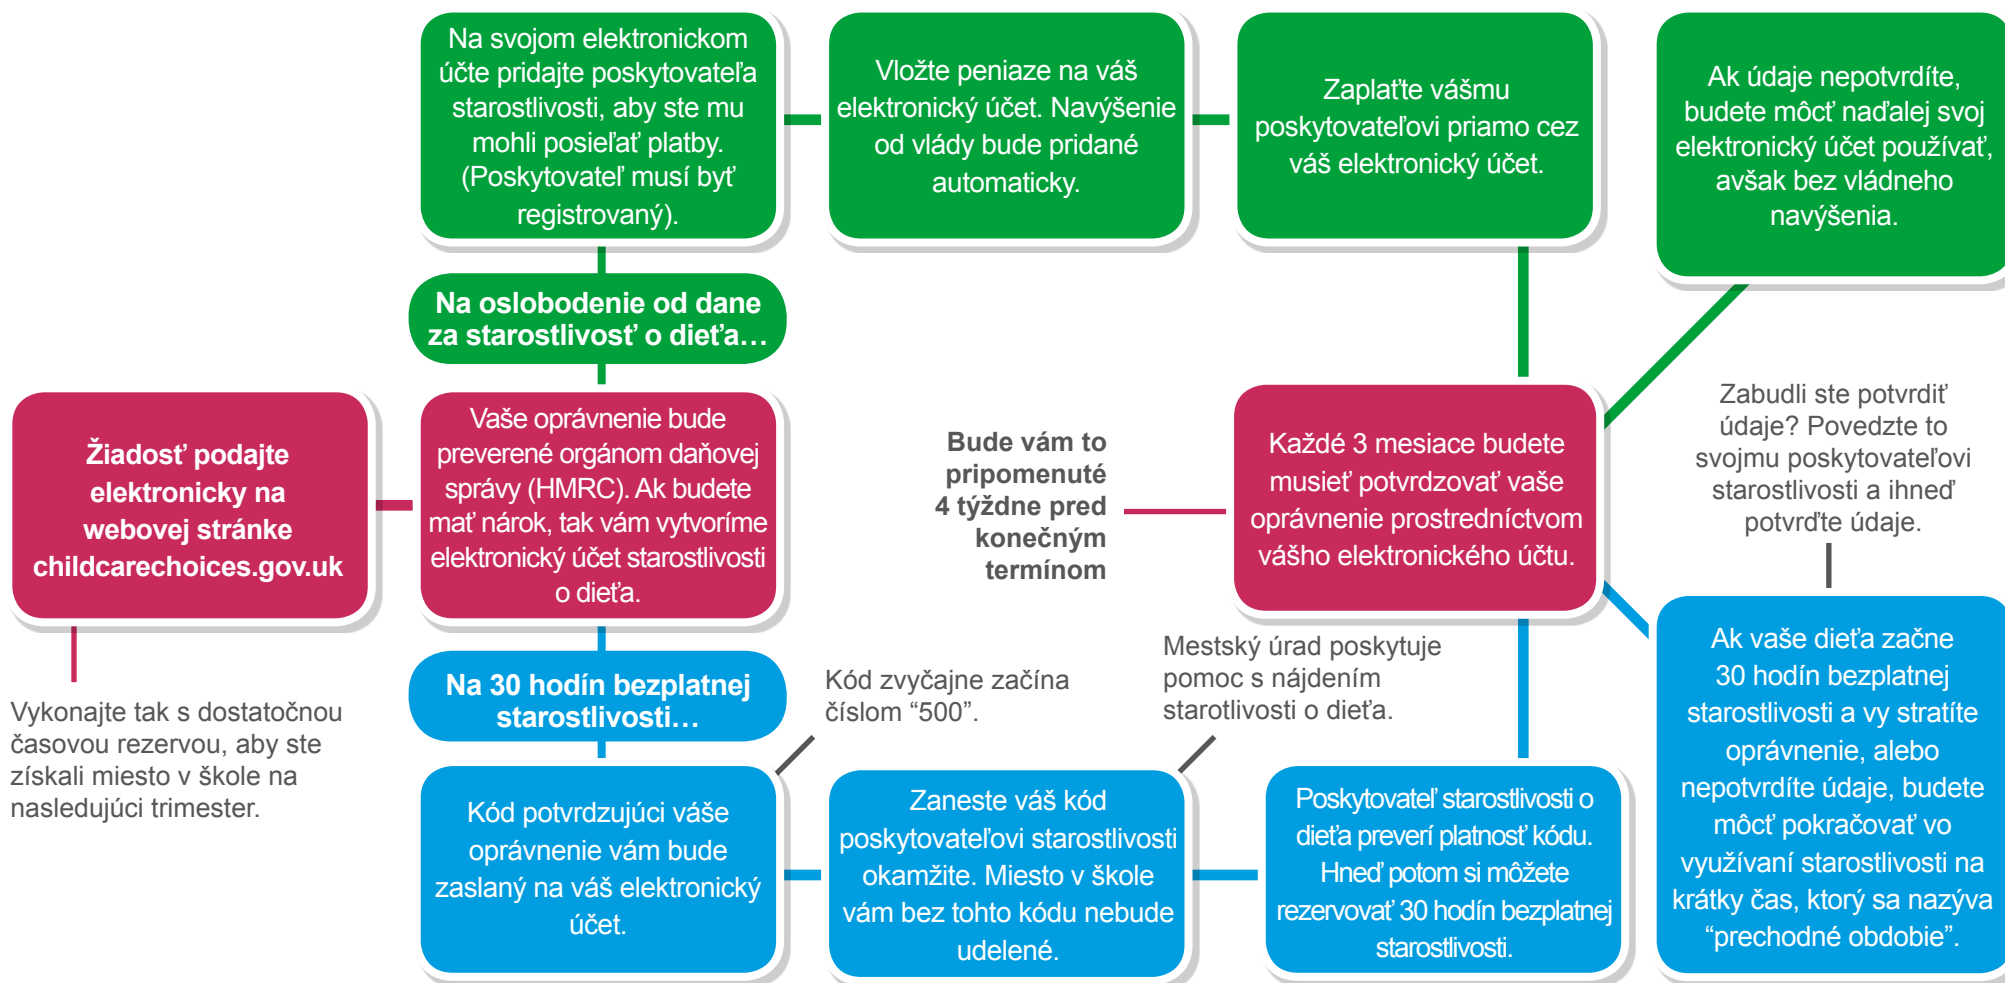 Na svojom elektronickom
účte pridajte poskytovateľa
starostlivosti, aby ste mu
mohli posieľať platby.
(Poskytovateľ musí byť
registrovaný).
Vložte peniaze na váš
elektronický účet. Navýšenie
od vlády bude pridané
automaticky.
Zaplaťte vášmu
poskytovateľovi priamo cez
váš elektronický účet.
Ak údaje nepotvrdíte,
budete môcť naďalej svoj
elektronický účet používať,
avšak bez vládneho
navýšenia.
Na oslobodenie od dane
za starostlivosť o dieťa…
Žiadosť podajte
elektronicky na
webovej stránke
childcarechoices.gov.uk
Vaše oprávnenie bude
preverené orgánom daňovej
správy (HMRC). Ak budete
mať nárok, tak vám vytvoríme
elektronický účet starostlivosti
o dieťa.
Bude vám to
pripomenuté
4 týždne pred
konečným
termínom
Každé 3 mesiace budete
musieť potvrdzovať vaše
oprávnenie prostredníctvom
vášho elektronického účtu.
Zabudli ste potvrdiť
údaje? Povedzte to
svojmu poskytovateľovi
starostlivosti a ihneď
potvrďte údaje.
Vykonajte tak s dostatočnou
časovou rezervou, aby ste
získali miesto v škole na
nasledujúci trimester.
Na 30 hodín bezplatnej
starostlivosti…
Kód zvyčajne začína
číslom “500”.
Mestský úrad poskytuje
pomoc s nájdením
starotlivosti o dieťa.
Kód potvrdzujúci váše
oprávnenie vám bude
zaslaný na váš elektronický
účet.
Zaneste váš kód
poskytovateľovi starostlivosti
okamžite. Miesto v škole
vám bez tohto kódu nebude
udelené.
Poskytovateľ starostlivosti o
dieťa preverí platnosť kódu.
Hneď potom si môžete
rezervovať 30 hodín bezplatnej
starostlivosti.
Ak vaše dieťa začne
30 hodín bezplatnej
starostlivosti a vy stratíte
oprávnenie, alebo
nepotvrdíte údaje, budete
môcť pokračovať vo
využívaní starostlivosti na
krátky čas, ktorý sa nazýva
“prechodné obdobie”.